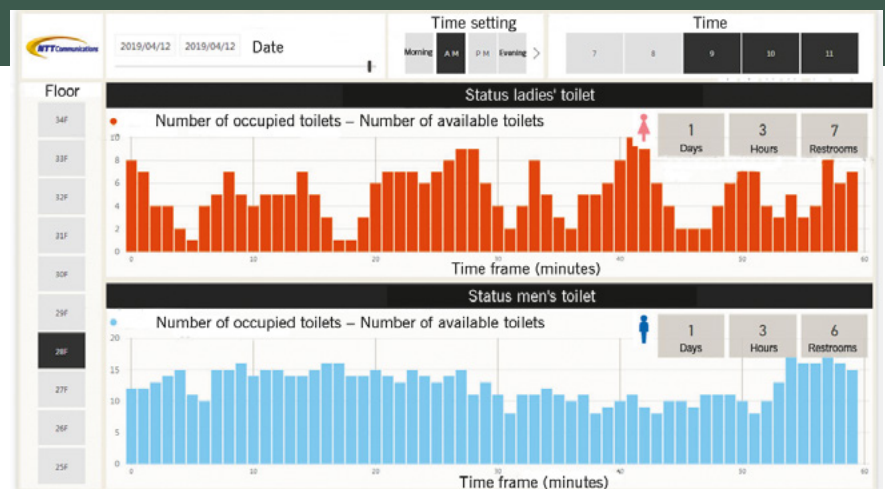 Time setting
Time
NTT Communications
2019/04/12
2019/04/12
Date
Morning
AM
PM
Evening
7
8
9
10
11
Floor
34F
33F
32F
31F
30F
29F
28F
27F
26F
25F
Status ladies' toilet
Number of occupied toilets – Number of available toilets
1
Days
3
Hours
7
Restrooms
10
8
6
4
2
0
0
10
20
30
40
50
60
Time frame (minutes)
Status men's toilet
Number of occupied toilets – Number of available toilets
1
Days
3
Hours
6
Restrooms
20
15
10
5
0
0
10
20
30
40
50
60
Time frame (minutes)